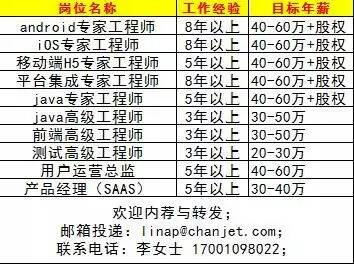 岗位名称 工作经验 目标年薪
android专家工程师 8年以上 40-60万+股权
iOS专家工程师 8年以上 40-60万+股权
移动端H5专家工程师 5年以上 40-60万+股权
平台集成专家工程师 8年以上 40-60万+股权
java专家工程师 5年以上 40-60万+股权
java高级工程师 3年以上 30-50万
前端高级工程师 3年以上 30-50万
测试高级工程师 3年以上 20-30万
用户运营总监 5年以上 40-60万
产品经理（SAAS） 5年以上 30-40万
欢迎内荐与转发；
邮箱投递：linap@chanjet.com；
联系电话：李女士 17001098022；